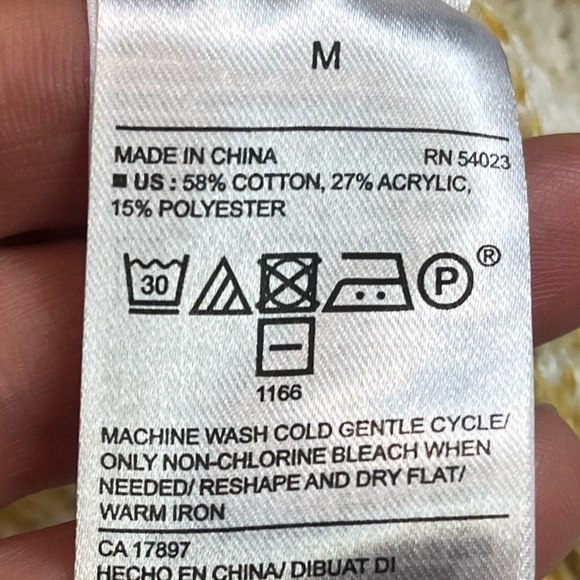 M
MADE IN CHINA RN 54023
■ US : 58% COTTON, 27% ACRYLIC,
15% POLYESTER
30 P ®
1166
MACHINE WASH COLD GENTLE CYCLE/
ONLY NON-CHLORINE BLEACH WHEN
NEEDED/ RESHAPE AND DRY FLAT/
WARM IRON
CA 17897
HECHO EN CHINA/ DIBUAT DI